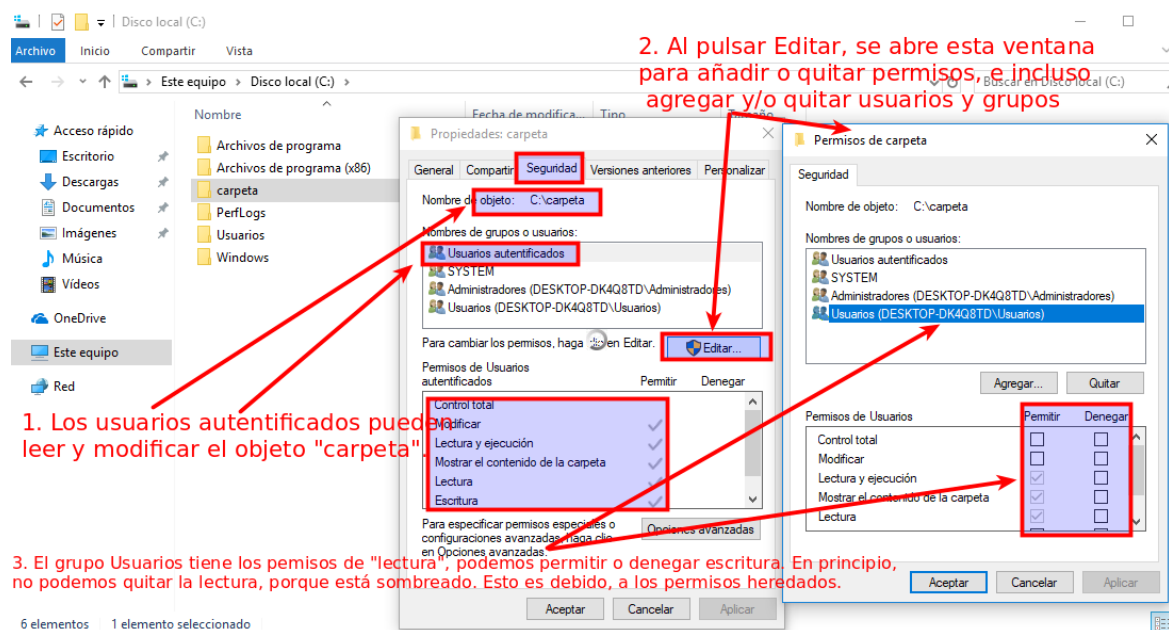 Disco local (C:)
Archivo Inicio Compartir Vista
2. Al pulsar Editar, se abre esta ventana
para añadir o quitar permisos, e incluso
agregar y/o quitar usuarios y grupos
Este equipo > Disco local (C:) >
Buscar en Disco local (C:)
Nombre Fecha de modifica... Tipo Tamaño
Acceso rápido
Escritorio
Descargas
Documentos
Imágenes
Música
Vídeos
OneDrive
Este equipo
Red
Archivos de programa
Archivos de programa (x86)
carpeta
PerfLogs
Usuarios
Windows
Propiedades: carpeta
General Compartir Seguridad Versiones anteriores Personalizar
Nombre de objeto: C:\carpeta
Nombres de grupos o usuarios:
Usuarios autentificados
SYSTEM
Administradores (DESKTOP-DK4Q8TD\Administradores)
Usuarios (DESKTOP-DK4Q8TD\Usuarios)
Para cambiar los permisos, haga en Editar.
Editar...
Permisos de Usuarios
autentificados Permitir Denegar
Control total
Modificar
Lectura y ejecución
Mostrar el contenido de la carpeta
Lectura
Escritura
Para especificar permisos especiales o
configuraciones avanzadas, haga clic
en Opciones avanzadas.
Opciones avanzadas
Aceptar Cancelar Aplicar
Permisos de carpeta
Seguridad
Nombre de objeto: C:\carpeta
Nombres de grupos o usuarios:
Usuarios autentificados
SYSTEM
Administradores (DESKTOP-DK4Q8TD\Administradores)
Usuarios (DESKTOP-DK4Q8TD\Usuarios)
Agregar... Quitar
Permisos de Usuarios Permitir Denegar
Control total
Modificar
Lectura y ejecución
Mostrar el contenido de la carpeta
Lectura
Aceptar Cancelar Aplicar
1. Los usuarios autentificados pueden
leer y modificar el objeto "carpeta".
3. El grupo Usuarios tiene los pemisos de "lectura", podemos permitir o denegar escritura. En principio,
no podemos quitar la lectura, porque está sombreado. Esto es debido, a los permisos heredados.
6 elementos 1 elemento seleccionado